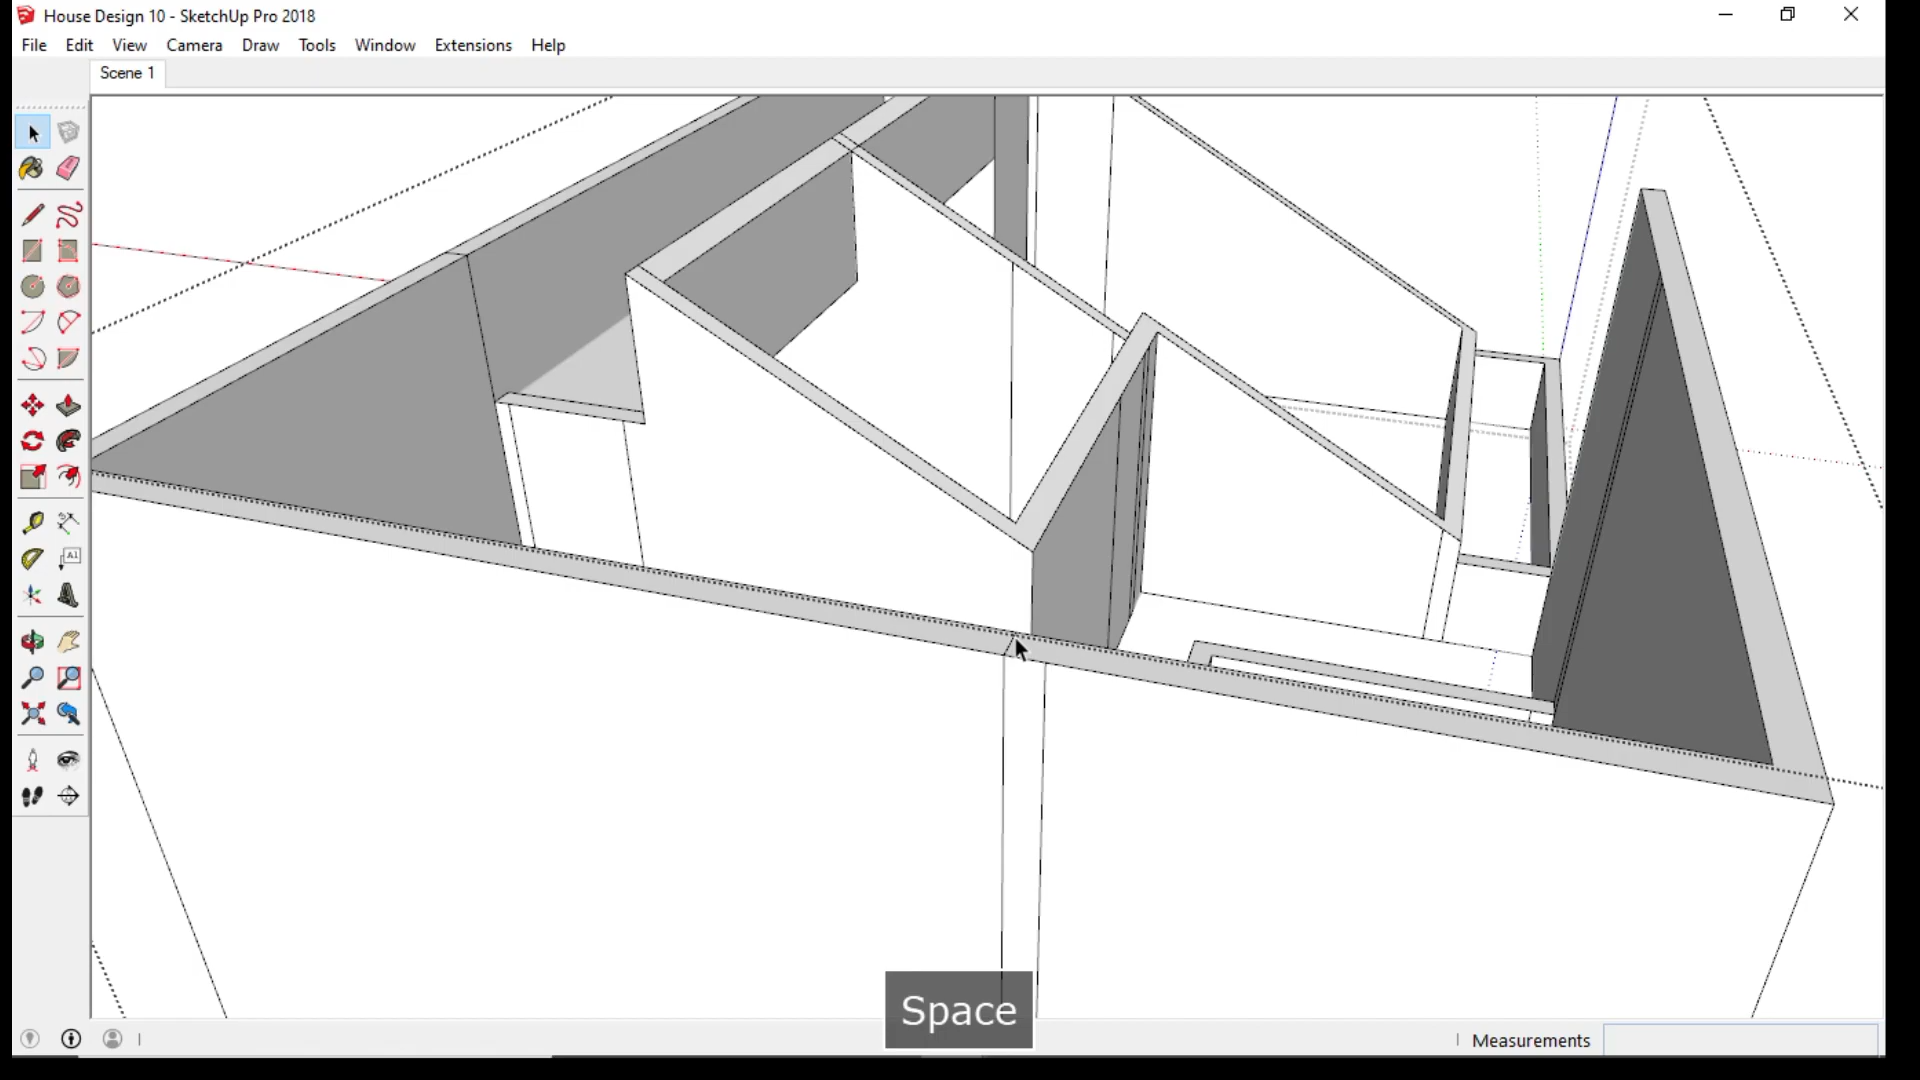 House Design 10 - SketchUp Pro 2018
File Edit View Camera Draw Tools Window Extensions Help
Scene 1
A1
Space
Measurements